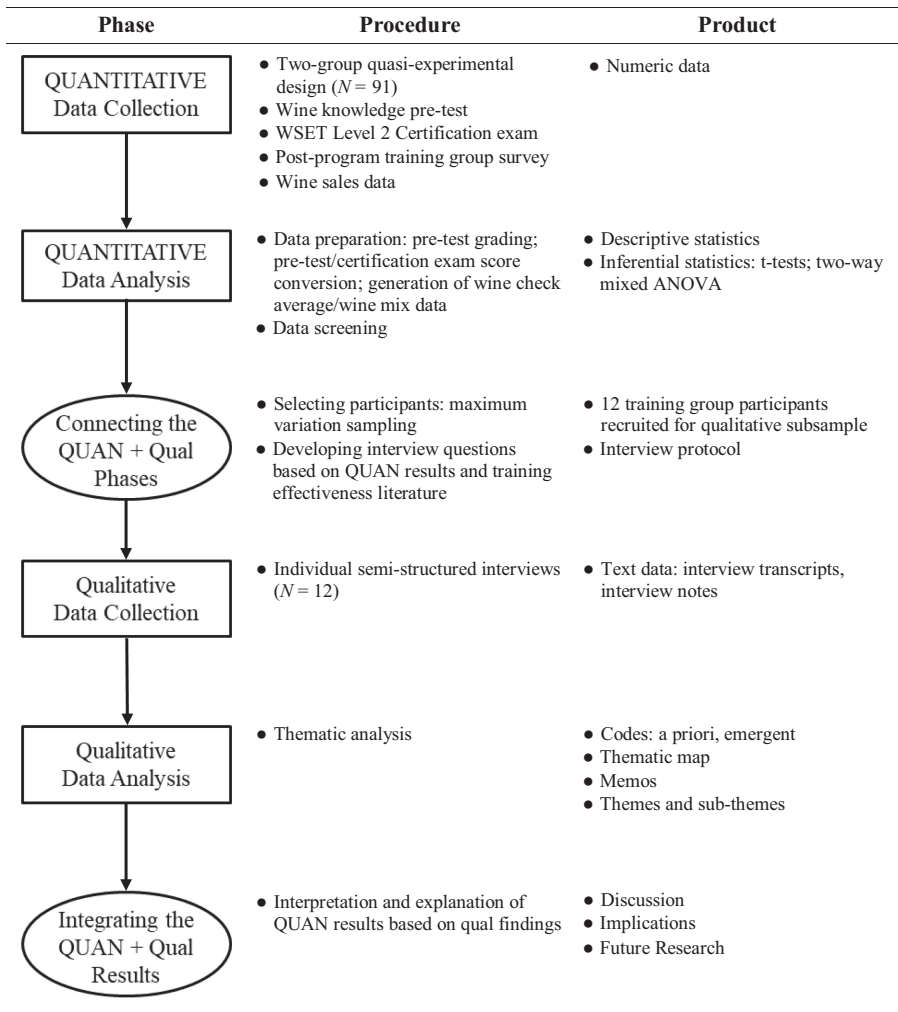 Phase Procedure Product
QUANTITATIVE
Data Collection
● Two-group quasi-experimental
design (N = 91)
● Wine knowledge pre-test
● WSET Level 2 Certification exam
● Post-program training group survey
● Wine sales data
● Numeric data
QUANTITATIVE
Data Analysis
● Data preparation: pre-test grading;
pre-test/certification exam score
conversion; generation of wine check
average/wine mix data
● Data screening
● Descriptive statistics
● Inferential statistics: t-tests; two-way
mixed ANOVA
Connecting the
QUAN + Qual
Phases
● Selecting participants: maximum
variation sampling
● Developing interview questions
based on QUAN results and training
effectiveness literature
● 12 training group participants
recruited for qualitative subsample
● Interview protocol
Qualitative
Data Collection
● Individual semi-structured interviews
(N = 12)
● Text data: interview transcripts,
interview notes
Qualitative
Data Analysis
● Thematic analysis
● Codes: a priori, emergent
● Thematic map
● Memos
● Themes and sub-themes
Integrating the
QUAN + Qual
Results
● Interpretation and explanation of
QUAN results based on qual findings
● Discussion
● Implications
● Future Research